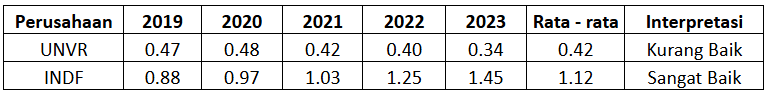 Perusahaan 2019 2020 2021 2022 2023 Rata - rata Interpretasi
UNVR 0.47 0.48 0.42 0.40 0.34 0.42 Kurang Baik
INDF 0.88 0.97 1.03 1.25 1.45 1.12 Sangat Baik